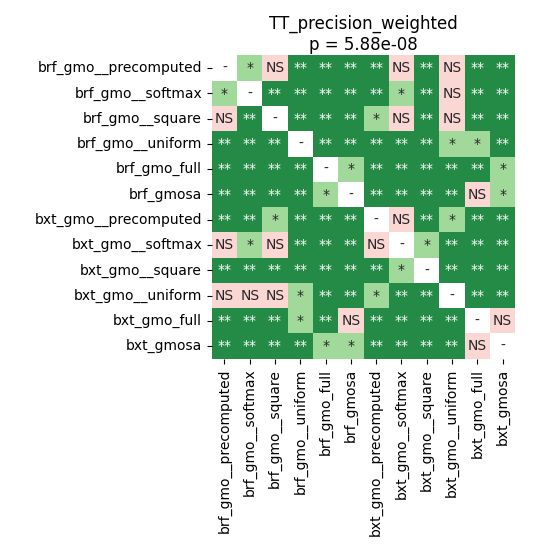 TT_precision_weighted
p = 5.88e-08
brf_gmo__precomputed - * NS ** ** ** ** NS ** NS ** **
brf_gmo__softmax * - ** ** ** ** ** * ** NS ** **
brf_gmo__square NS ** - ** ** ** * NS ** NS ** **
brf_gmo__uniform ** ** ** - ** ** ** ** ** * * **
brf_gmo_full ** ** ** ** - * ** ** ** ** ** *
brf_gmosa ** ** ** ** * - ** ** ** ** NS *
bxt_gmo__precomputed ** ** * ** ** ** - NS ** * ** **
bxt_gmo__softmax NS * NS ** ** ** NS - * ** ** **
bxt_gmo__square ** ** ** ** ** ** ** * - ** ** **
bxt_gmo__uniform NS NS NS * ** ** * ** ** - ** **
bxt_gmo_full ** ** ** * ** NS ** ** ** ** - NS
bxt_gmosa ** ** ** ** * * ** ** ** ** NS -
brf_gmo__precomputed
brf_gmo__softmax
brf_gmo__square
brf_gmo__uniform
brf_gmo_full
brf_gmosa
bxt_gmo__precomputed
bxt_gmo__softmax
bxt_gmo__square
bxt_gmo__uniform
bxt_gmo_full
bxt_gmosa